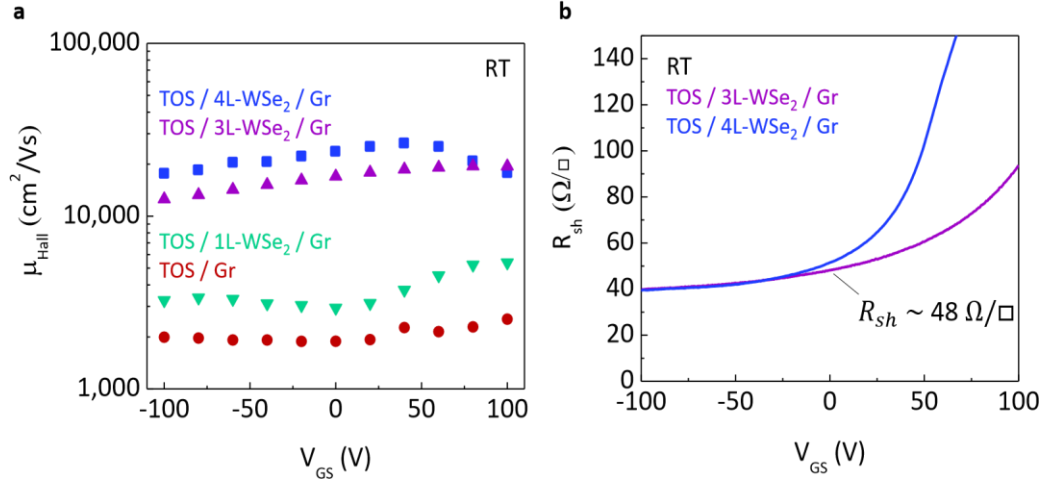 a
100,000
10,000
1,000
μHall (cm²/Vs)
RT
TOS / 4L-WSe₂ / Gr
TOS / 3L-WSe₂ / Gr
TOS / 1L-WSe₂ / Gr
TOS / Gr
-100 -50 0 50 100
VGS (V)
b
140
120
100
80
60
40
20
0
Rsh (Ω/□)
RT
TOS / 3L-WSe₂ / Gr
TOS / 4L-WSe₂ / Gr
Rsh ~ 48 Ω/□
-100 -50 0 50 100
VGS (V)